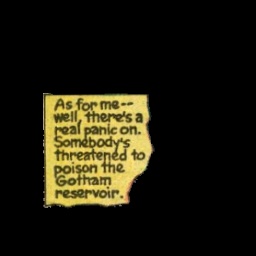 As for me--
well, there's a
real panic on.
Somebody's
threatened to
poison the
Gotham
reservoir.